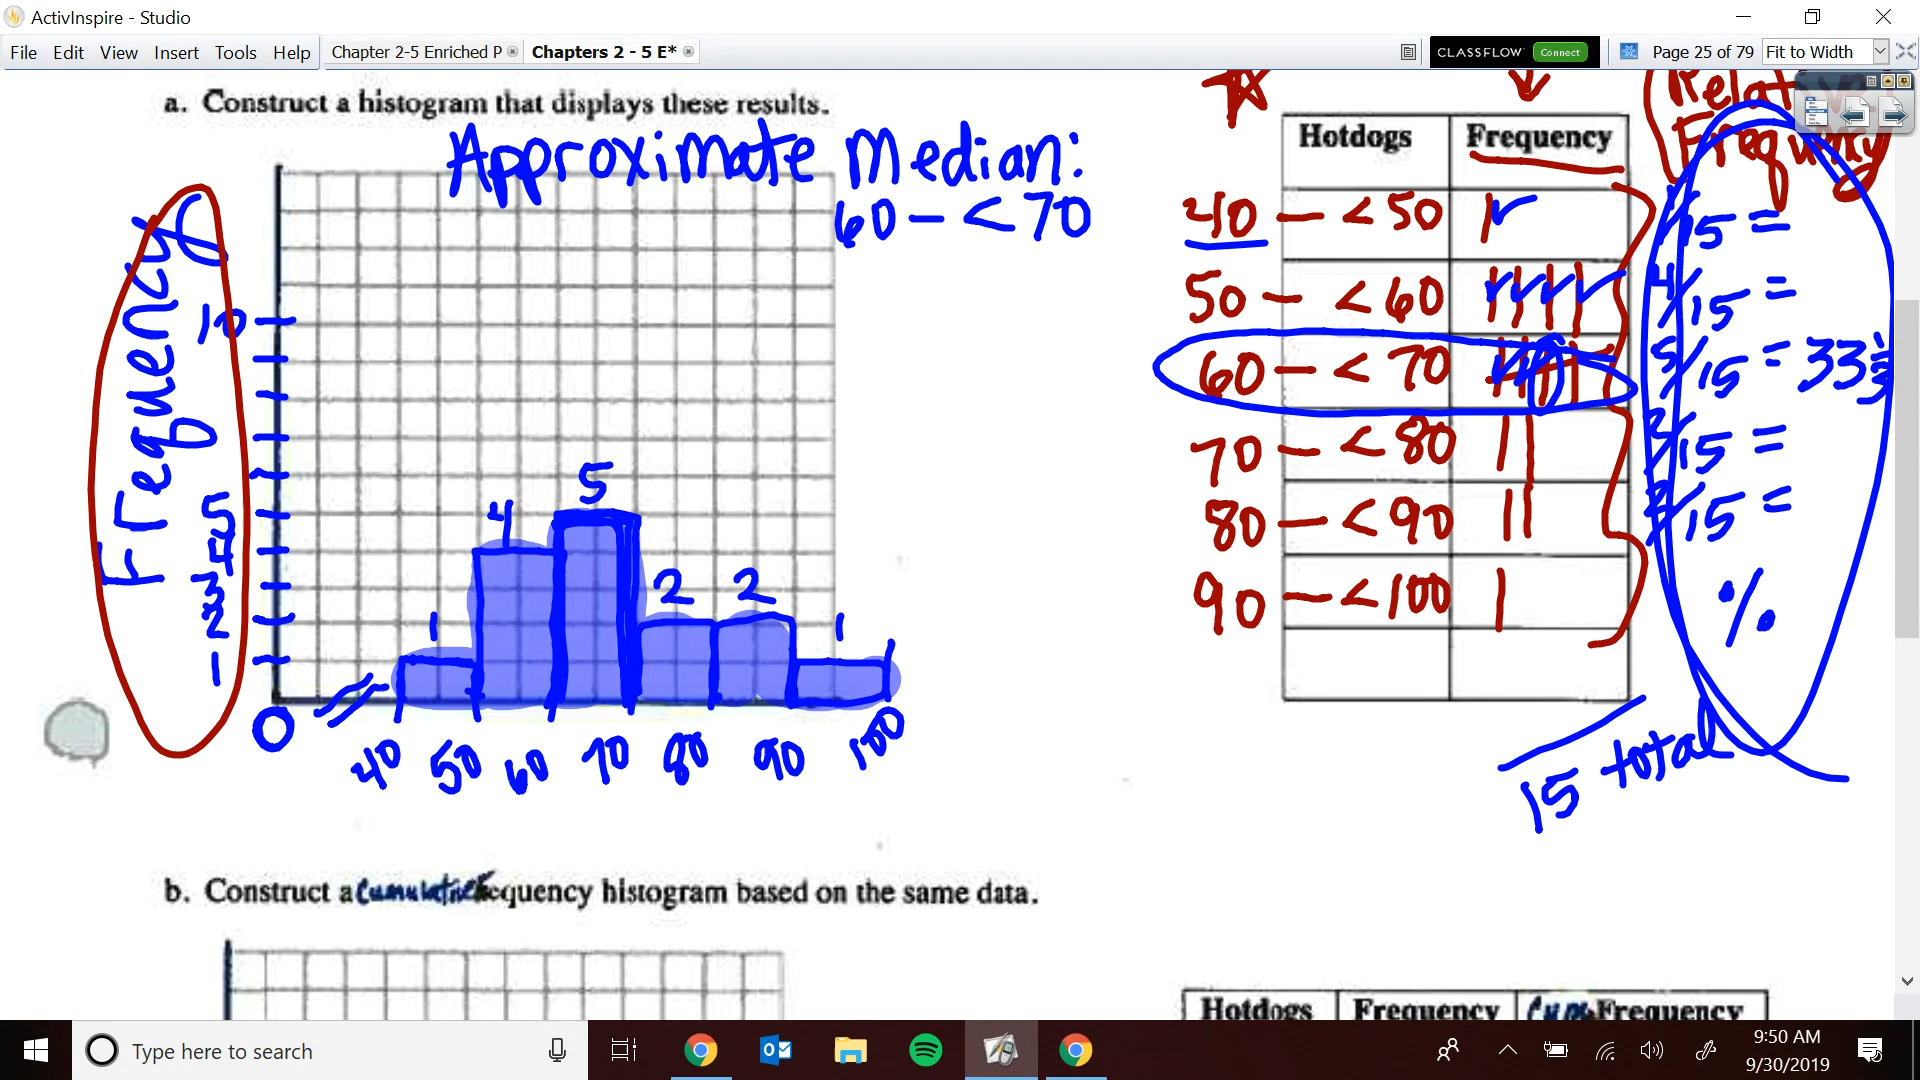 ActivInspire - Studio
File Edit View Insert Tools Help
Chapter 2-5 Enriched P
Chapters 2 - 5 E*
CLASSFLOW Connect
Page 25 of 79
Fit to Width
a. Construct a histogram that displays these results.
Approximate Median:
60 - < 70
Frequency
10
5
4
3
2
1
0
1 4 5 2 2 1
40 50 60 70 80 90 100
Relative
Frequency
Hotdogs Frequency
40 - < 50 1/15 =
50 - < 60 4/15 =
60 - < 70 5/15 = 33 1/3
70 - < 80 2/15 =
80 - < 90 2/15 =
90 - < 100 %
15 total
b. Construct a cumulative frequency histogram based on the same data.
Hotdogs Frequency Cum. Frequency
Type here to search
9:50 AM
9/30/2019